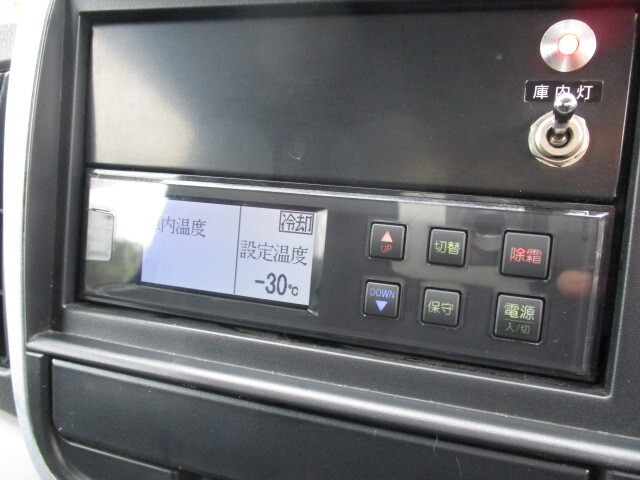 庫内灯
内温度
冷却
設定温度
-30℃
UP
切替
除霜
DOWN
保守
電源
入/切